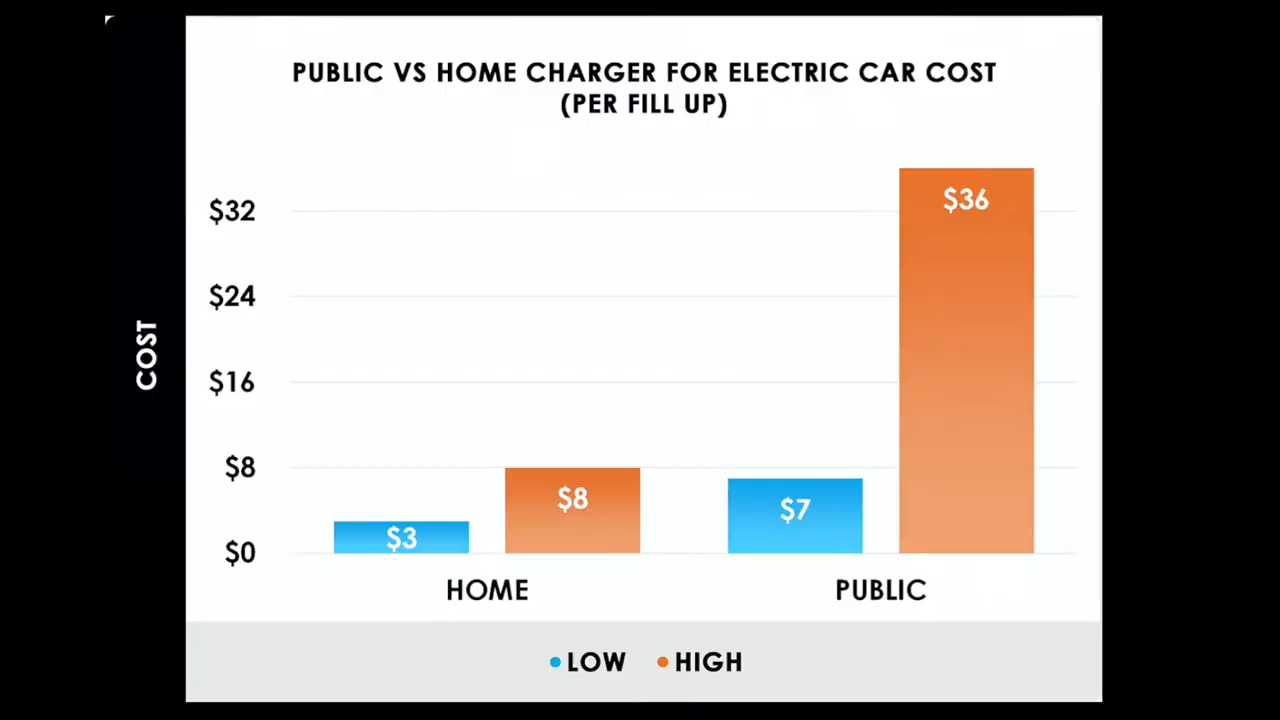 PUBLIC VS HOME CHARGER FOR ELECTRIC CAR COST
(PER FILL UP)
COST
$32
$24
$16
$8
$0
$3
$8
$7
$36
HOME
PUBLIC
LOW
HIGH